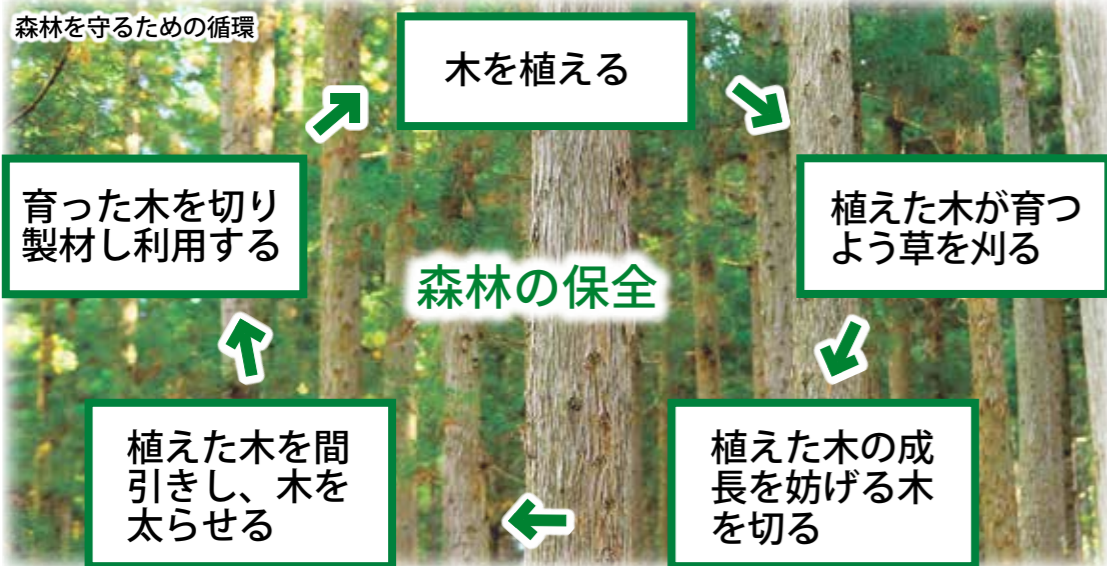 森林を守るための循環
木を植える
植えた木が育つ
よう草を刈る
植えた木の成
長を妨げる木
を切る
植えた木を間
引きし、木を
太らせる
育った木を切り
製材し利用する
森林の保全